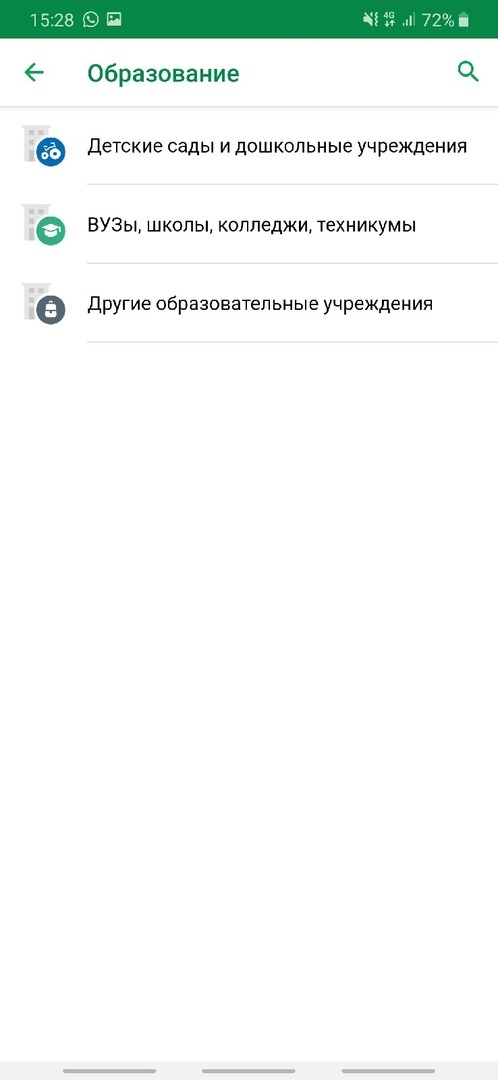 15:28 4G 72%
Образование
Детские сады и дошкольные учреждения
ВУЗы, школы, колледжи, техникумы
Другие образовательные учреждения